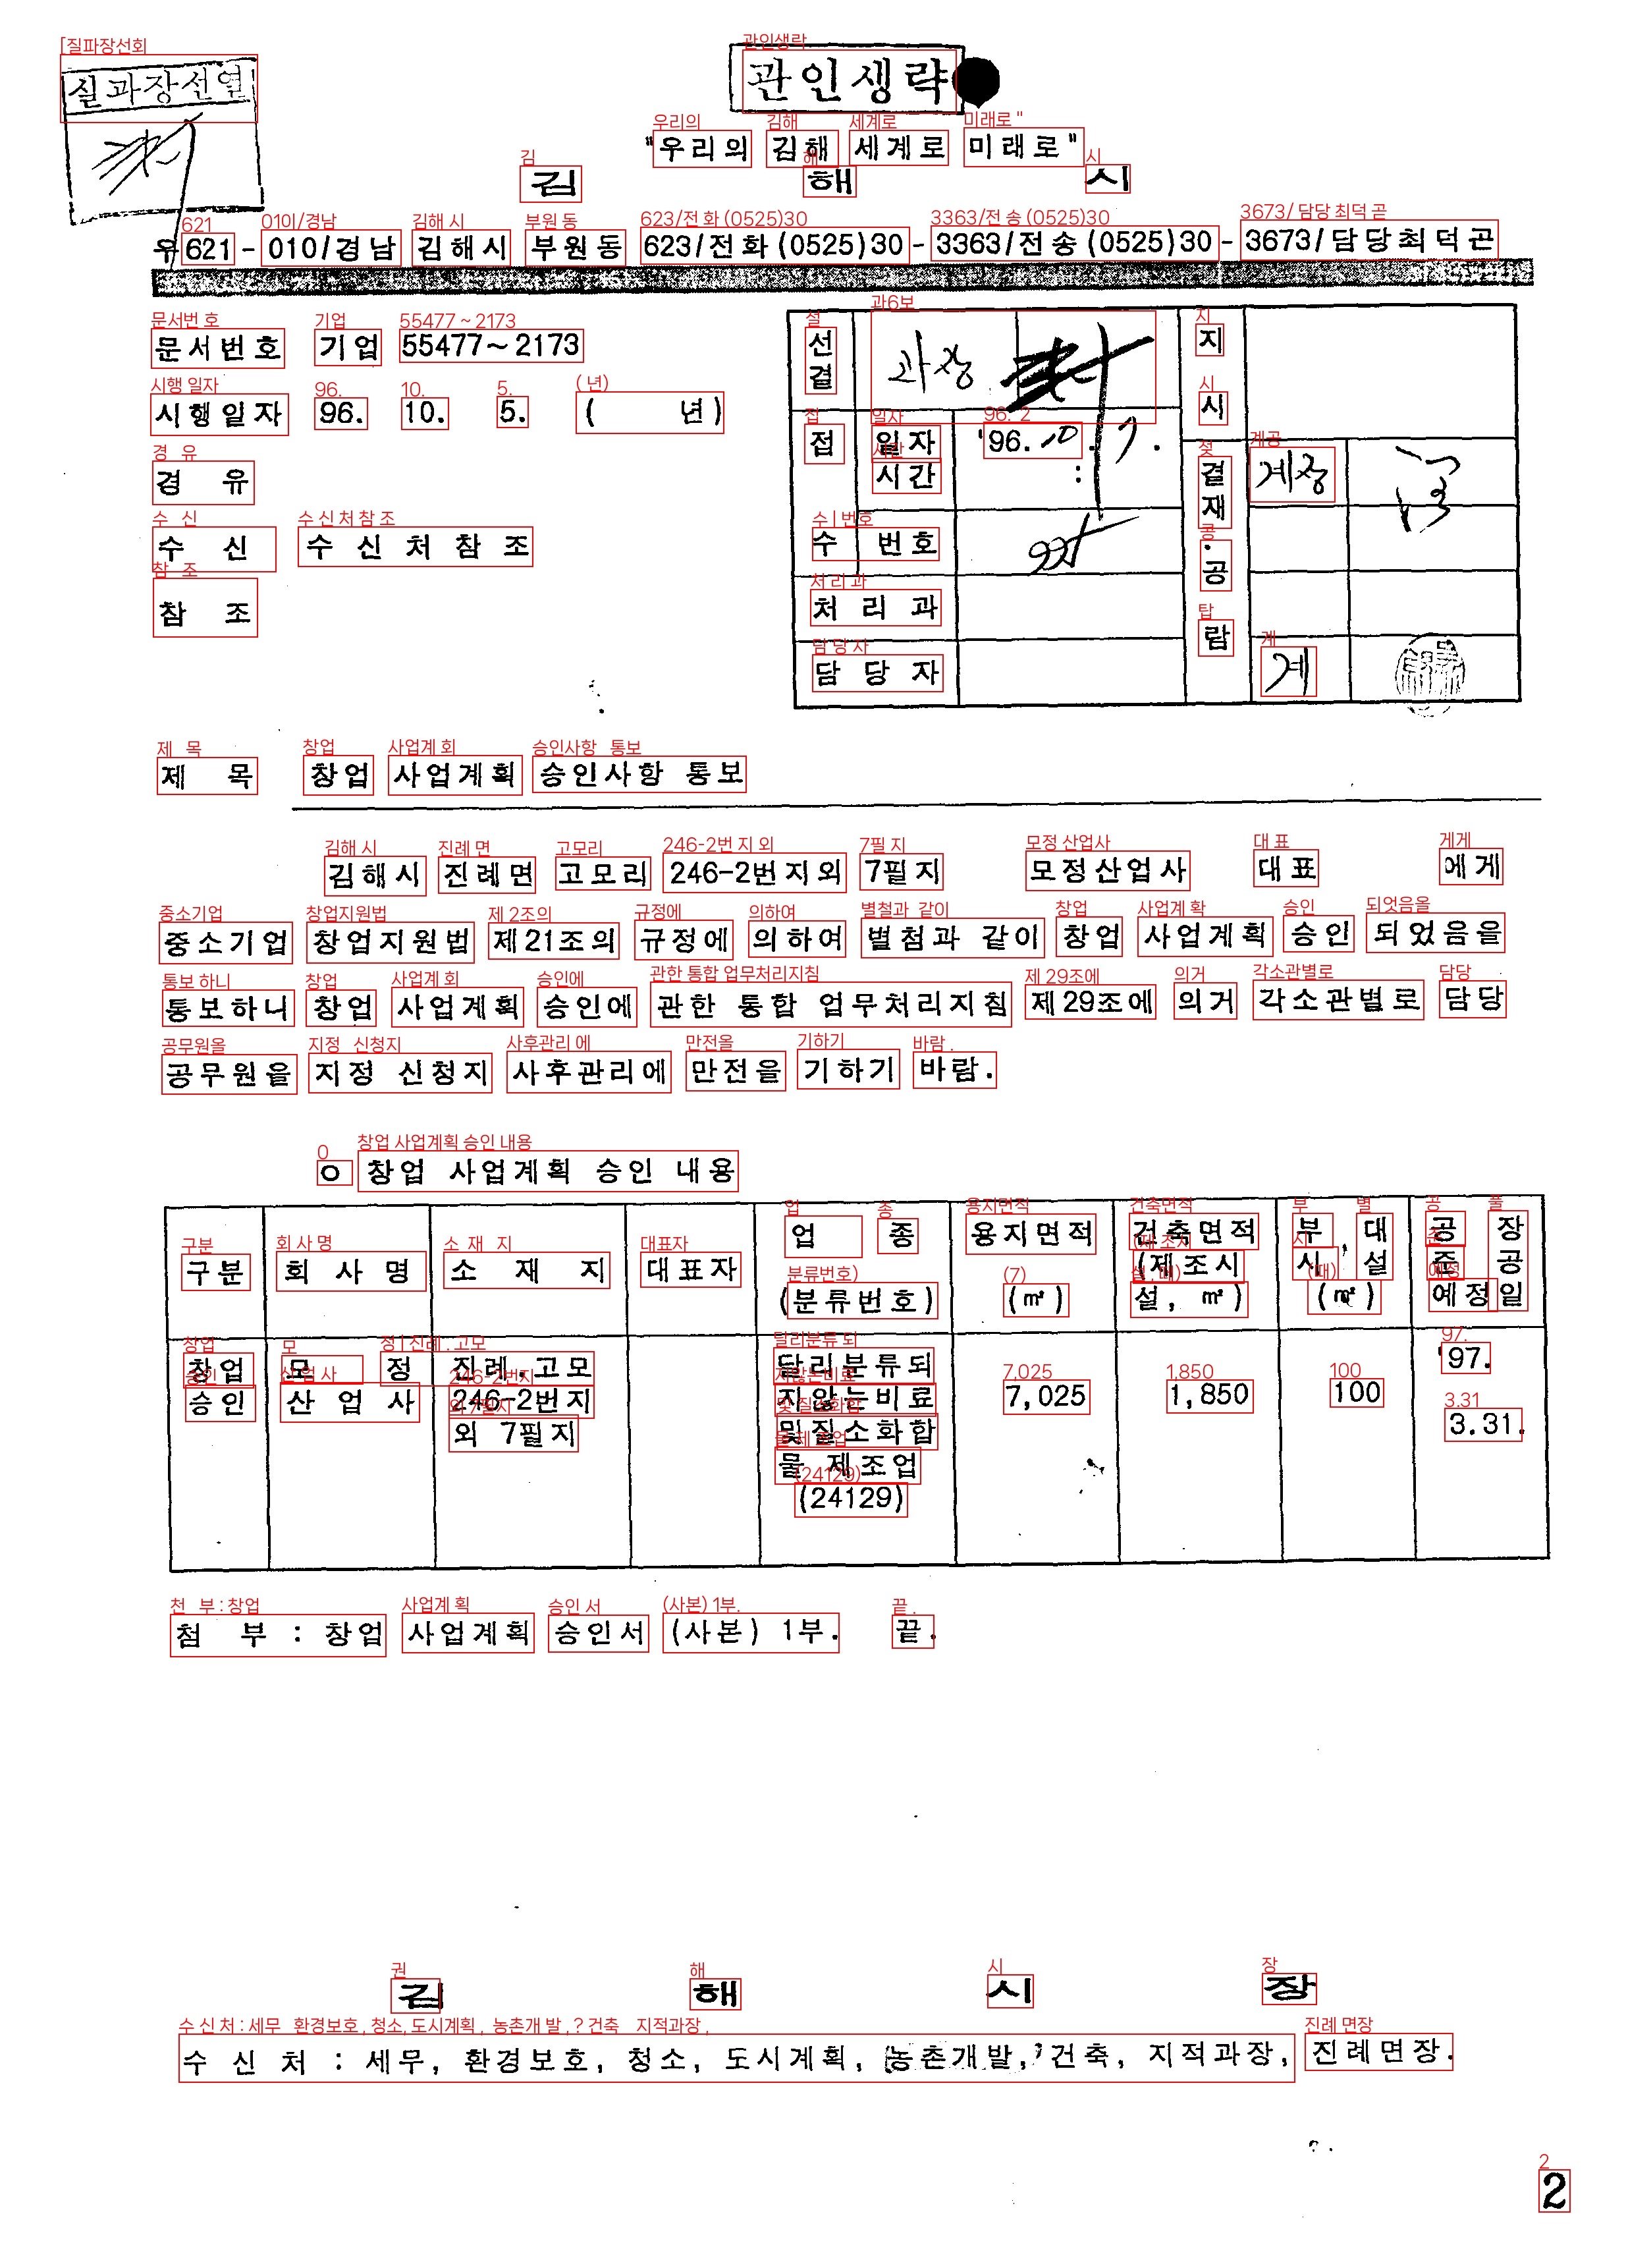 실과장선열
관인생략
"우리의 김해 세계로 미래로"
김 해 시
우621-010/경남 김해시 부원동 623/전화(0525)30-3363/전송(0525)30-3673/담당최덕곤
문서번호 기업 55477~2173
시행일자 96. 10. 5. ( 년)
경 유
수 신 수신처참조
참 조
선결 과장 지시
접수 일자 시간 '96. 10. 7. :
번호
처리과
담당자
결재·공람 계장
계
제 목 창업 사업계획 승인사항 통보
김해시 진례면 고모리 246-2번지외 7필지 모정산업사 대표 에게
중소기업 창업지원법 제21조의 규정에 의하여 별첨과 같이 창업 사업계획 승인 되었음을
통보하니 창업 사업계획 승인에 관한 통합 업무처리지침 제29조에 의거 각소관별로 담당
공무원을 지정 신청지 사후관리에 만전을 기하기 바람.
ㅇ 창업 사업계획 승인 내용
구분 회사명 소재지 대표자 업종 (분류번호) 용지면적 (㎡) 건축면적 (제조시설, ㎡) 부대시설 (㎡) 공장준공예정일
창업승인 모정산업사 진례,고모 246-2번지외 7필지 달리분류되지않는비료및질소화합물 제조업 (24129) 7,025 1,850 100 '97. 3.31.
첨 부 : 창업 사업계획 승인서 (사본) 1부. 끝.
김 해 시 장
수 신 처 : 세무, 환경보호, 청소, 도시계획, 농촌개발, 건축, 지적과장, 진례면장.
2